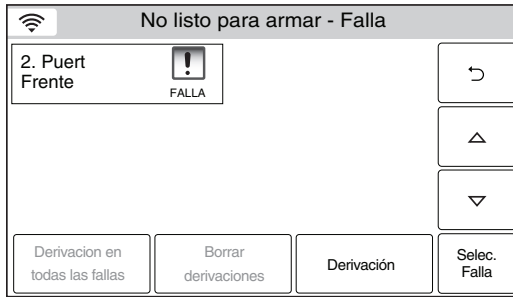 No listo para armar - Falla
2. Puert
Frente
FALLA
Derivacion en
todas las fallas
Borrar
derivaciones
Derivación
Selec.
Falla